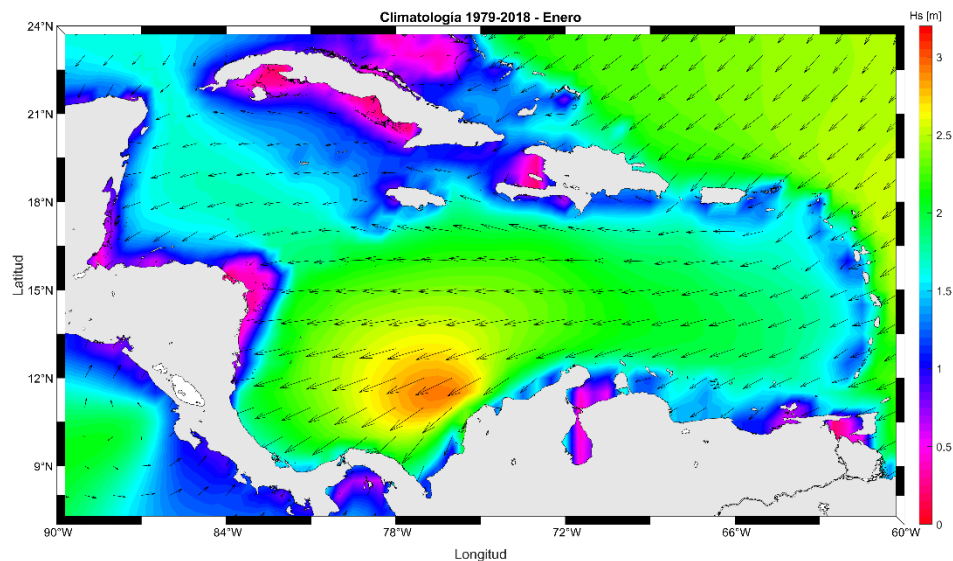 Climatología 1979-2018 - Enero
Hs [m]
24°N
21°N
18°N
15°N
12°N
9°N
Latitud
90°W
84°W
78°W
72°W
66°W
60°W
Longitud
3
2.5
2
1.5
1
0.5
0